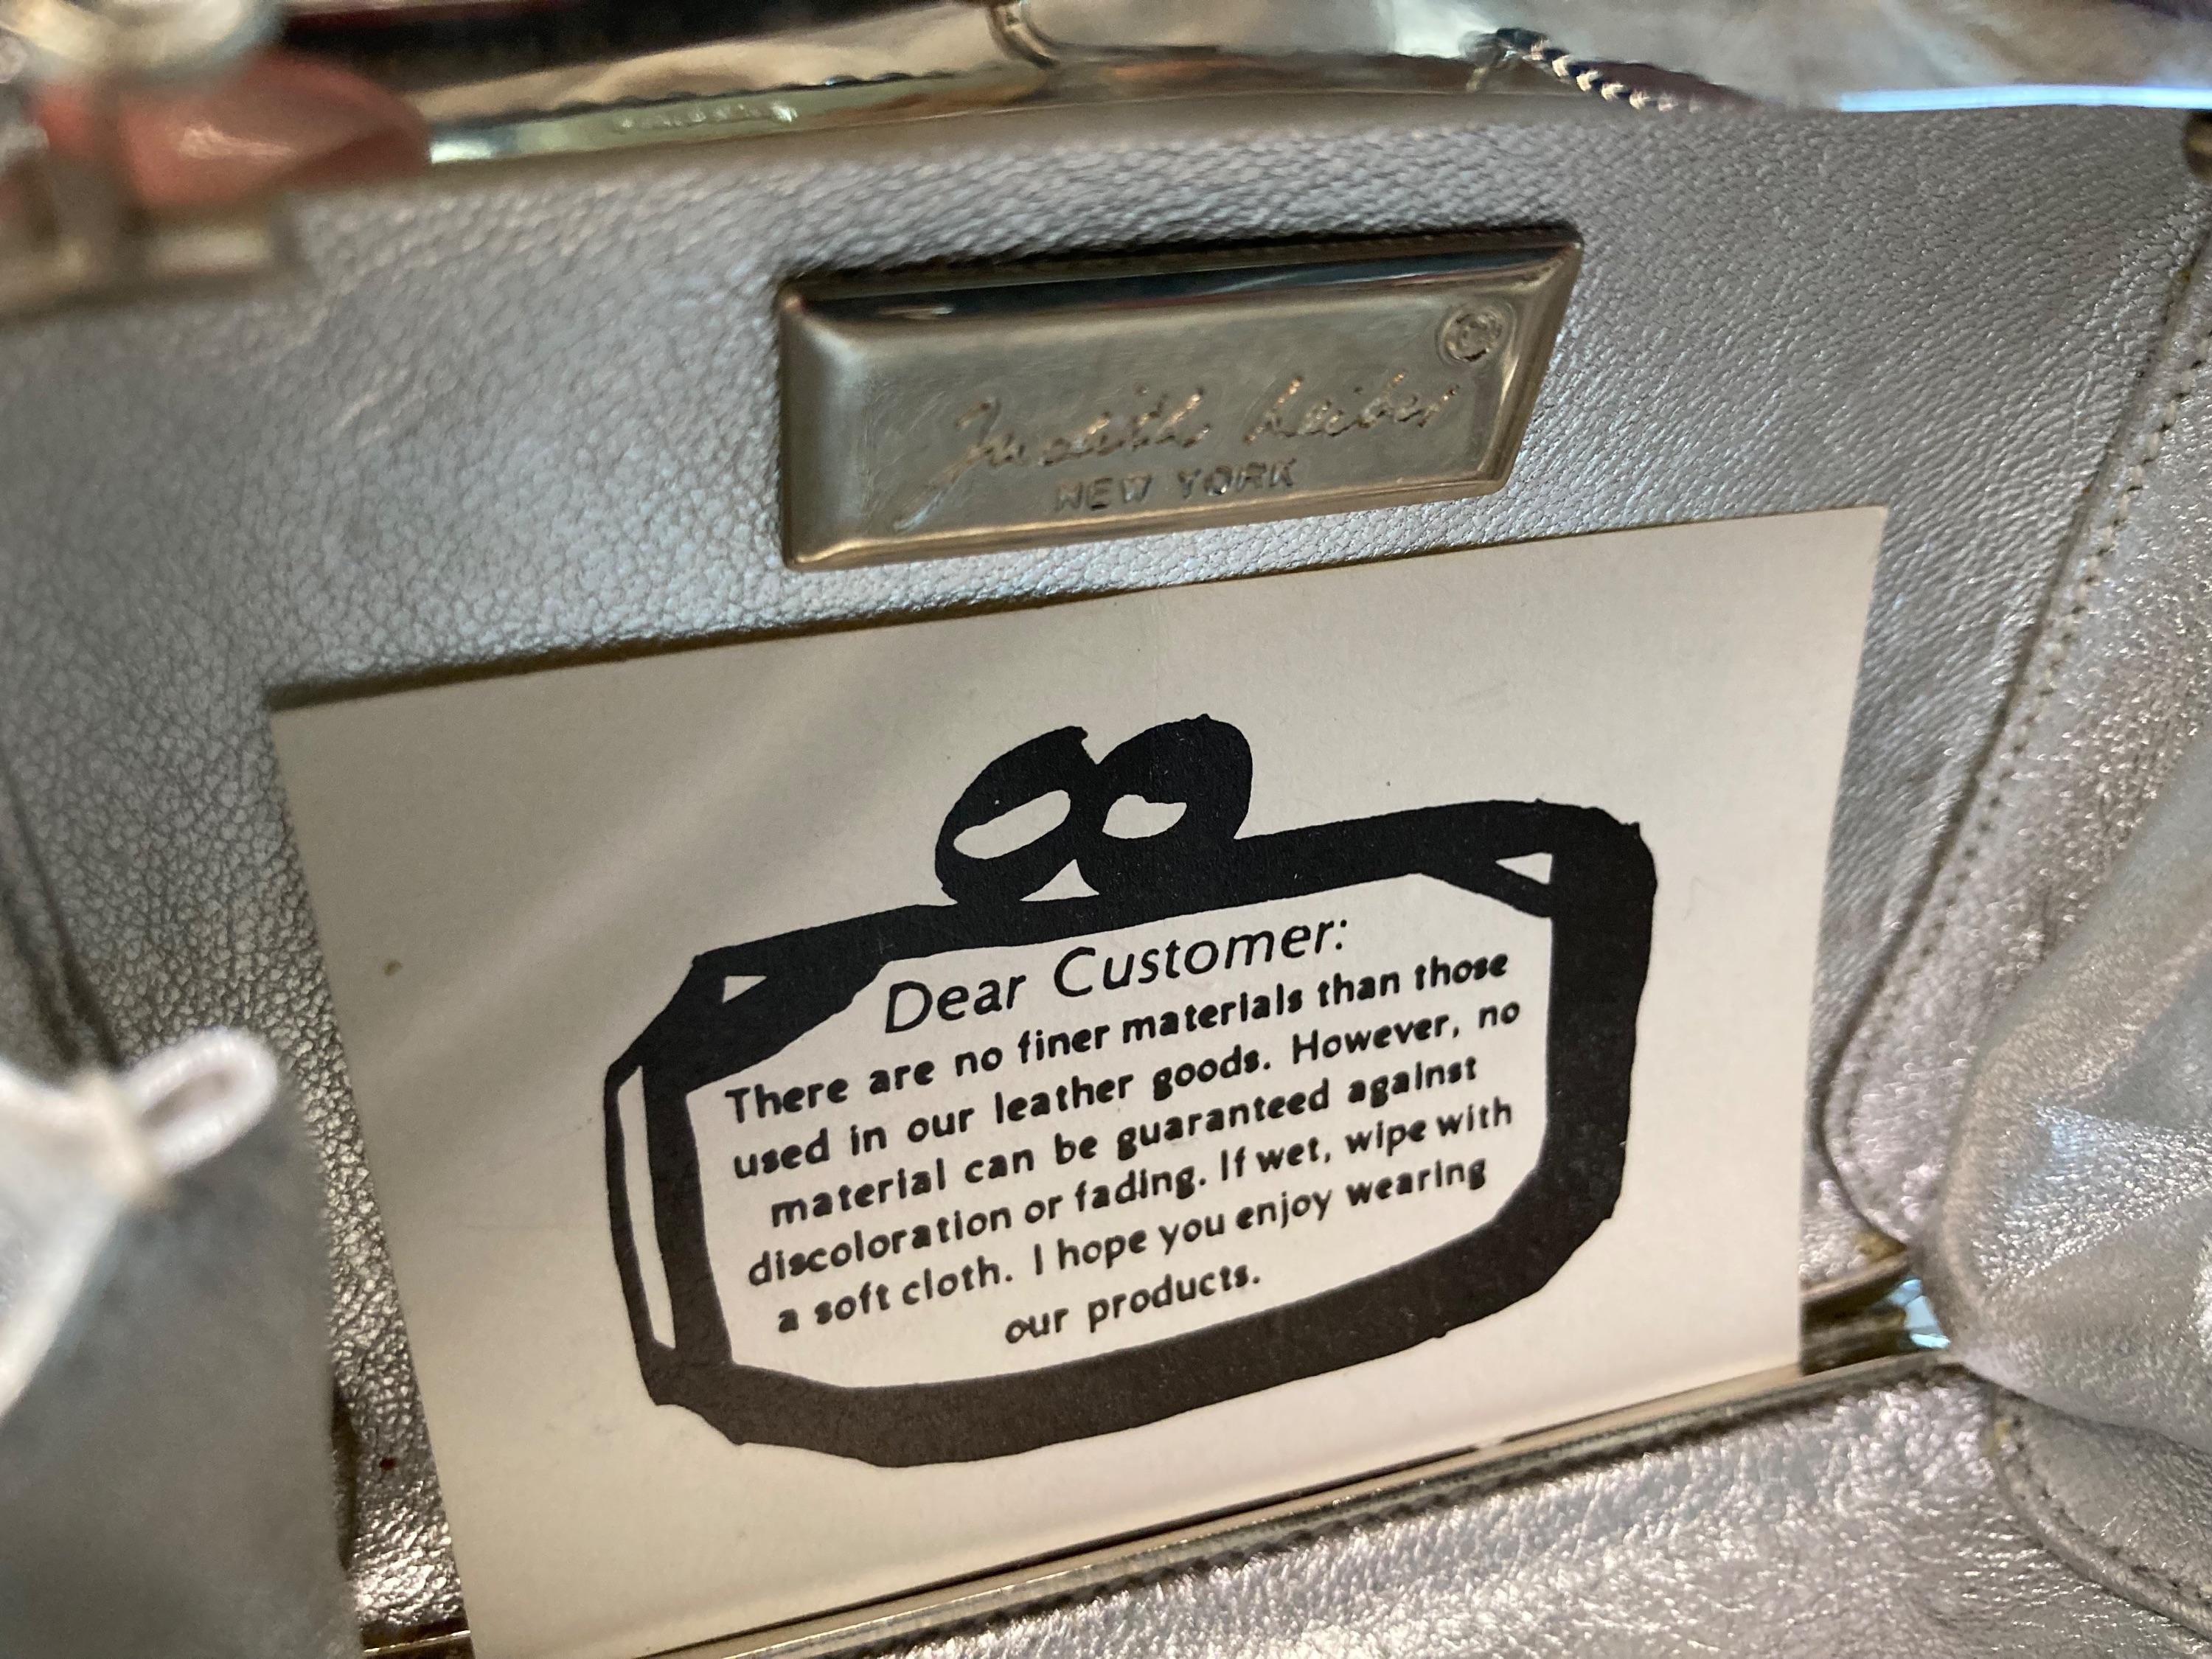 Judith Leiber
NEW YORK
Dear Customer:
There are no finer materials than those
used in our leather goods. However, no
material can be guaranteed against
discoloration or fading. If wet, wipe with
a soft cloth. I hope you enjoy wearing
our products.